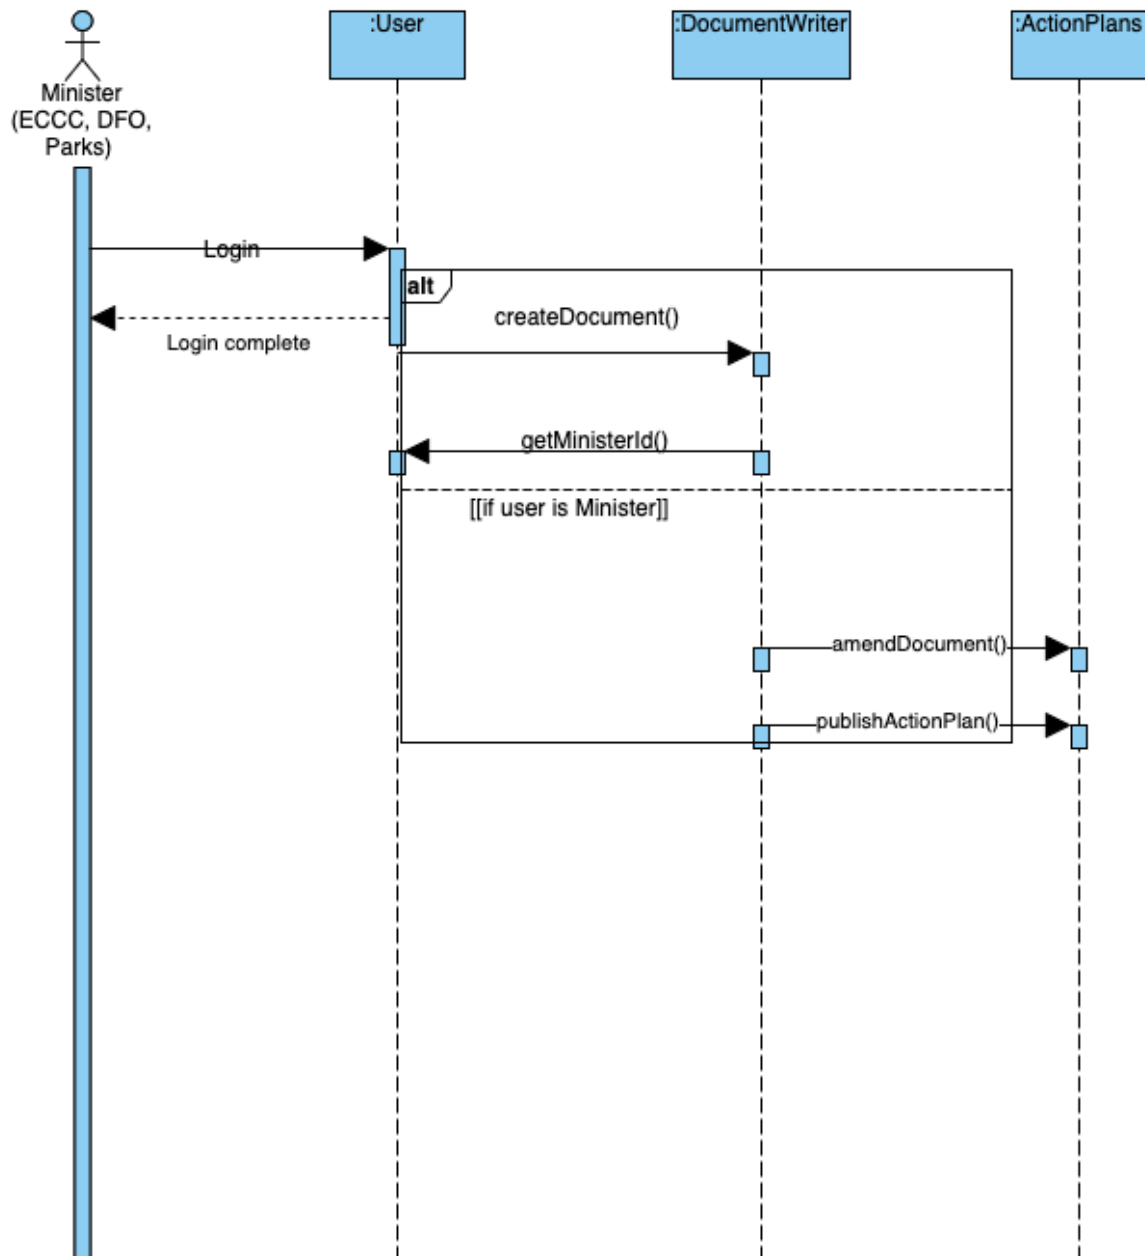 :User
:DocumentWriter
:ActionPlans
Minister
(ECCC, DFO,
Parks)
Login
alt
createDocument()
Login complete
getMinisterId()
[[if user is Minister]]
amendDocument()
publishActionPlan()